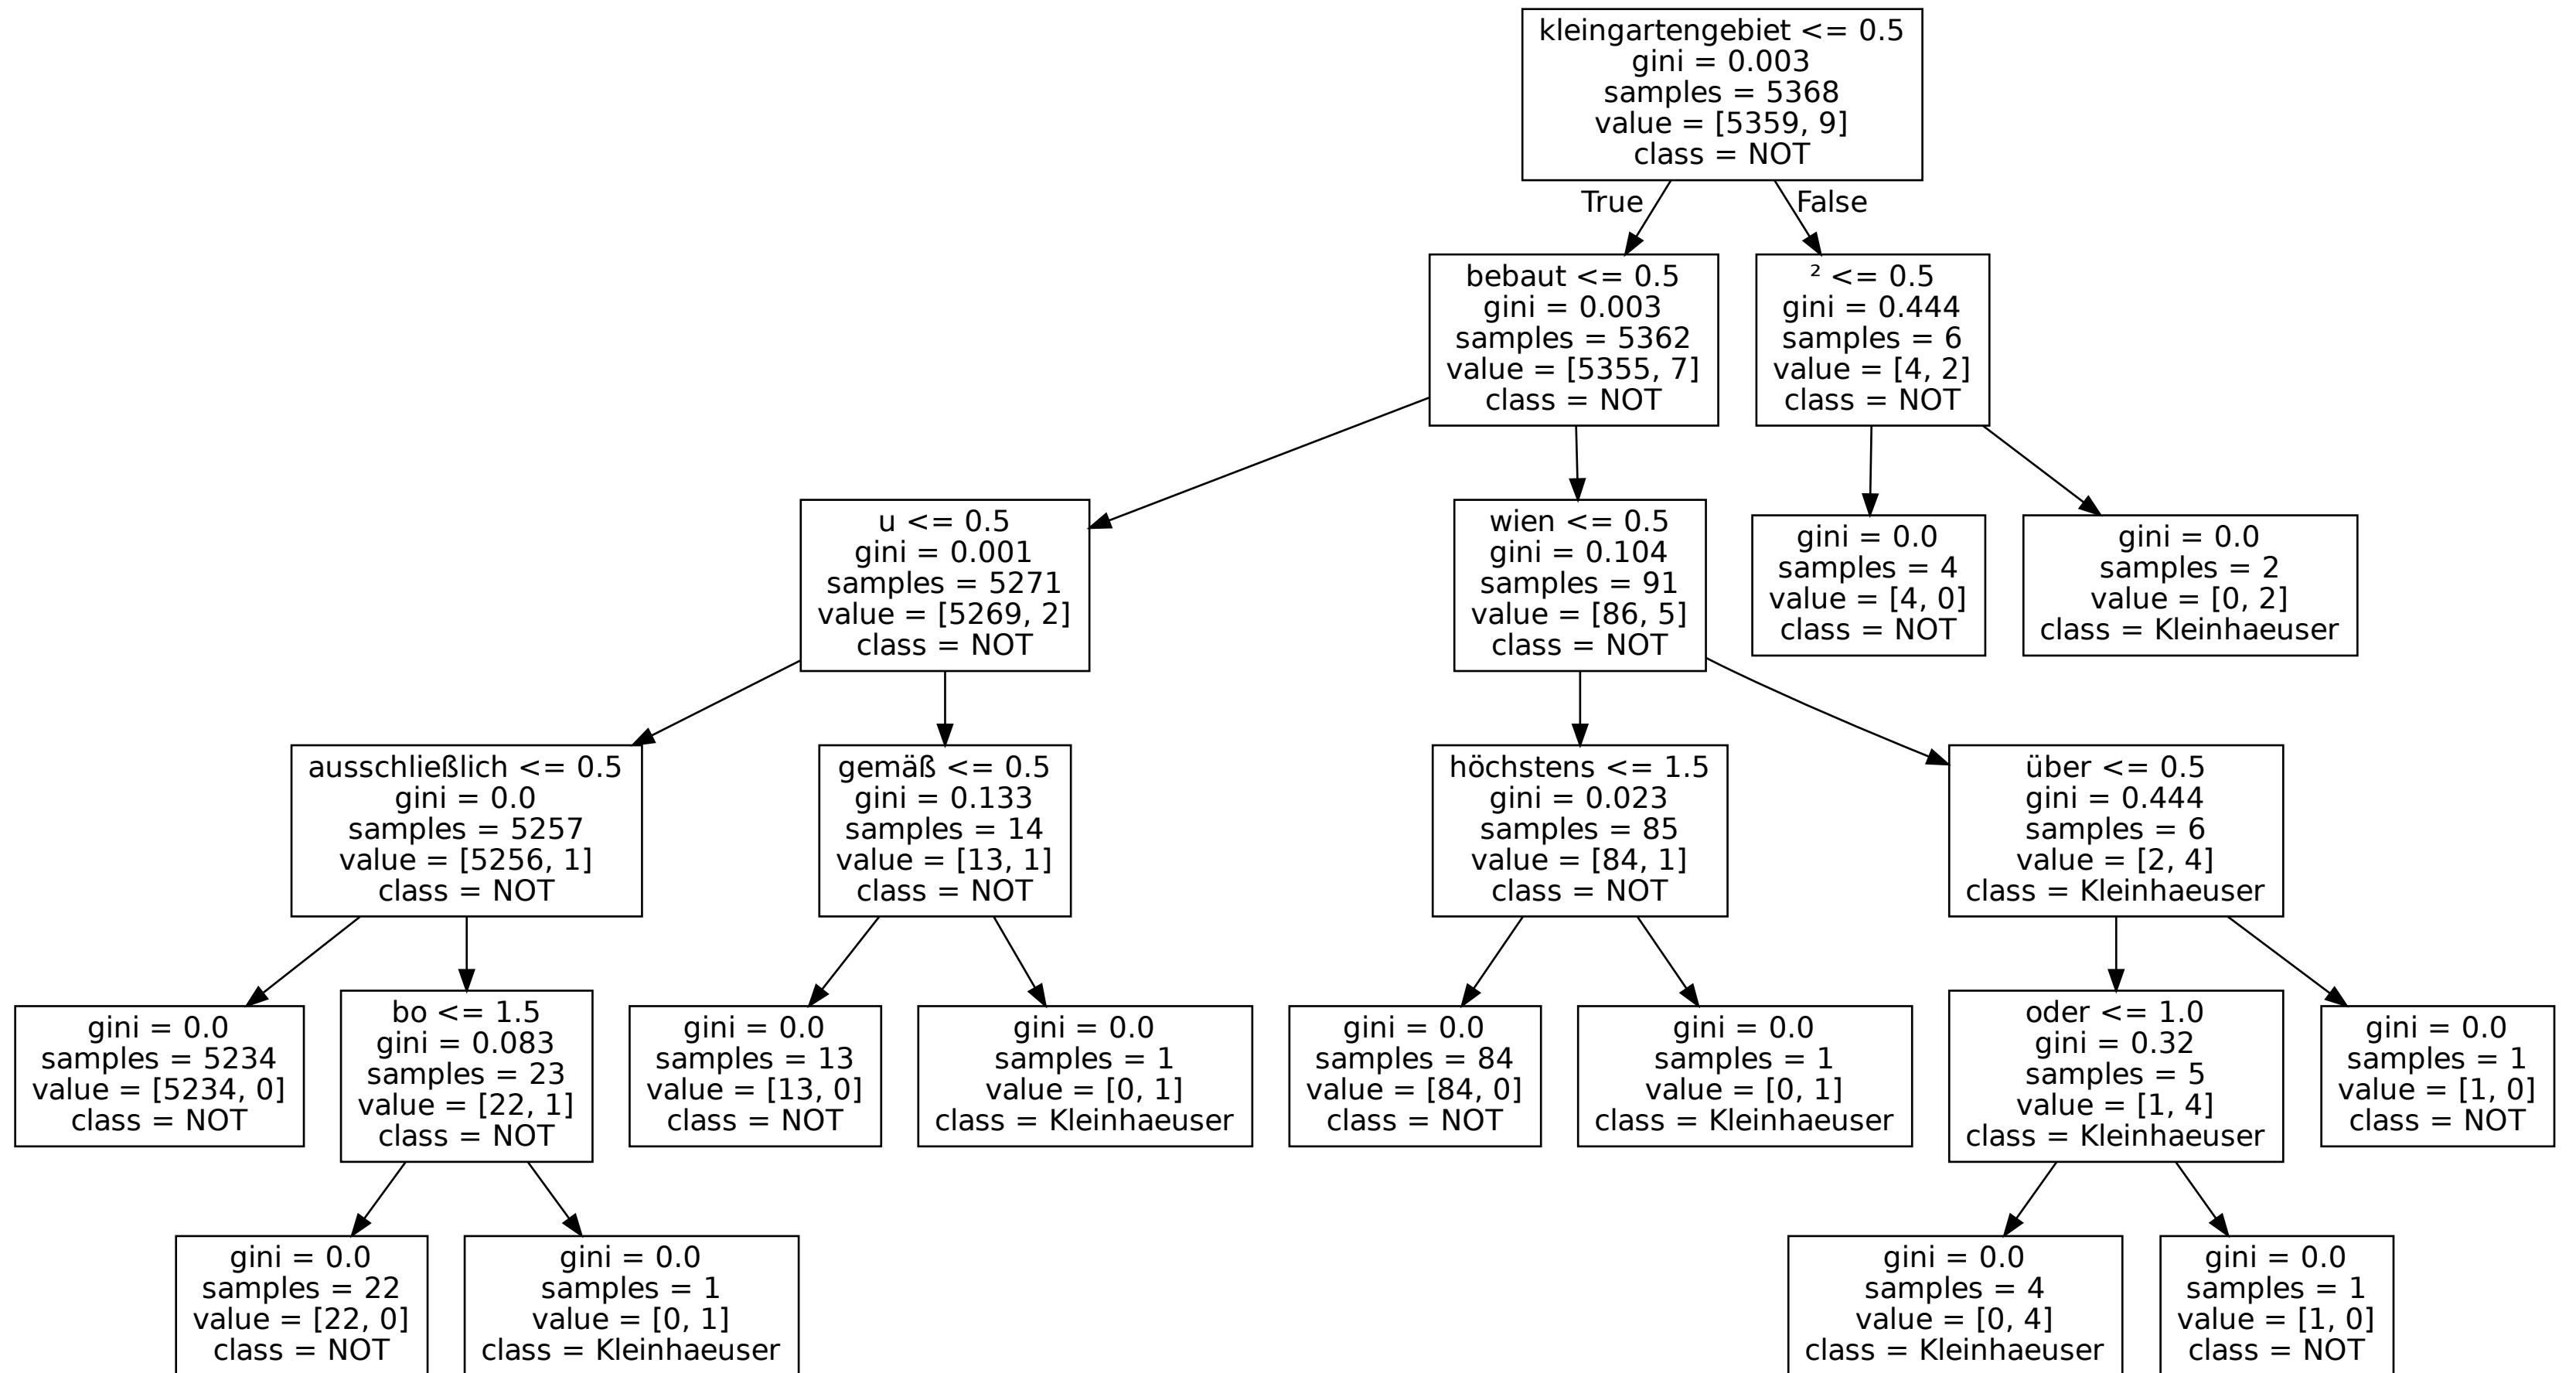 kleingartengebiet <= 0.5
gini = 0.003
samples = 5368
value = [5359, 9]
class = NOT
True
False
bebaut <= 0.5
gini = 0.003
samples = 5362
value = [5355, 7]
class = NOT
² <= 0.5
gini = 0.444
samples = 6
value = [4, 2]
class = NOT
u <= 0.5
gini = 0.001
samples = 5271
value = [5269, 2]
class = NOT
wien <= 0.5
gini = 0.104
samples = 91
value = [86, 5]
class = NOT
gini = 0.0
samples = 4
value = [4, 0]
class = NOT
gini = 0.0
samples = 2
value = [0, 2]
class = Kleinhaeuser
ausschließlich <= 0.5
gini = 0.0
samples = 5257
value = [5256, 1]
class = NOT
gemäß <= 0.5
gini = 0.133
samples = 14
value = [13, 1]
class = NOT
höchstens <= 1.5
gini = 0.023
samples = 85
value = [84, 1]
class = NOT
über <= 0.5
gini = 0.444
samples = 6
value = [2, 4]
class = Kleinhaeuser
gini = 0.0
samples = 5234
value = [5234, 0]
class = NOT
bo <= 1.5
gini = 0.083
samples = 23
value = [22, 1]
class = NOT
gini = 0.0
samples = 13
value = [13, 0]
class = NOT
gini = 0.0
samples = 1
value = [0, 1]
class = Kleinhaeuser
gini = 0.0
samples = 84
value = [84, 0]
class = NOT
gini = 0.0
samples = 1
value = [0, 1]
class = Kleinhaeuser
oder <= 1.0
gini = 0.32
samples = 5
value = [1, 4]
class = Kleinhaeuser
gini = 0.0
samples = 1
value = [1, 0]
class = NOT
gini = 0.0
samples = 22
value = [22, 0]
class = NOT
gini = 0.0
samples = 1
value = [0, 1]
class = Kleinhaeuser
gini = 0.0
samples = 4
value = [0, 4]
class = Kleinhaeuser
gini = 0.0
samples = 1
value = [1, 0]
class = NOT